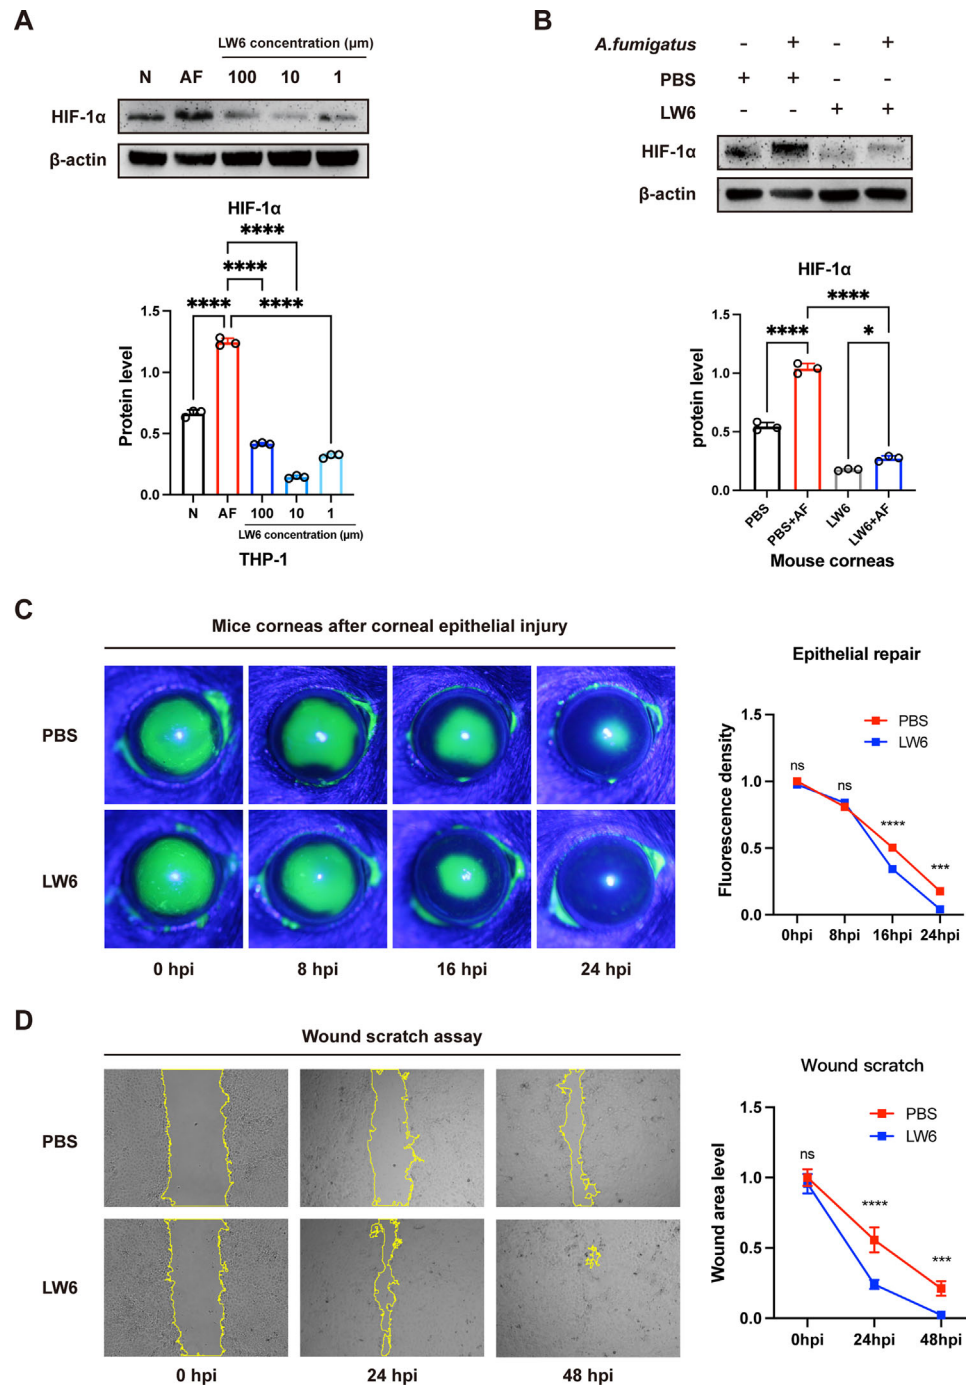 A
LW6 concentration (μm)
N AF 100 10 1
HIF-1α
β-actin
HIF-1α
****
****
**** ****
Protein level
1.5
1.0
0.5
0.0
N AF 100 10 1
LW6 concentration (μm)
THP-1
B
A.fumigatus - + - +
PBS + + - -
LW6 - - + +
HIF-1α
β-actin
HIF-1α
****
**** *
protein level
1.5
1.0
0.5
0.0
PBS PBS+AF LW6 LW6+AF
Mouse corneas
C
Mice corneas after corneal epithelial injury
PBS
LW6
0 hpi 8 hpi 16 hpi 24 hpi
Epithelial repair
Fluorescence density
1.5
1.0
0.5
0.0
PBS
LW6
ns
ns
****
***
0hpi 8hpi 16hpi 24hpi
D
Wound scratch assay
PBS
LW6
0 hpi 24 hpi 48 hpi
Wound scratch
Wound area level
1.5
1.0
0.5
0.0
PBS
LW6
ns
****
***
0hpi 24hpi 48hpi